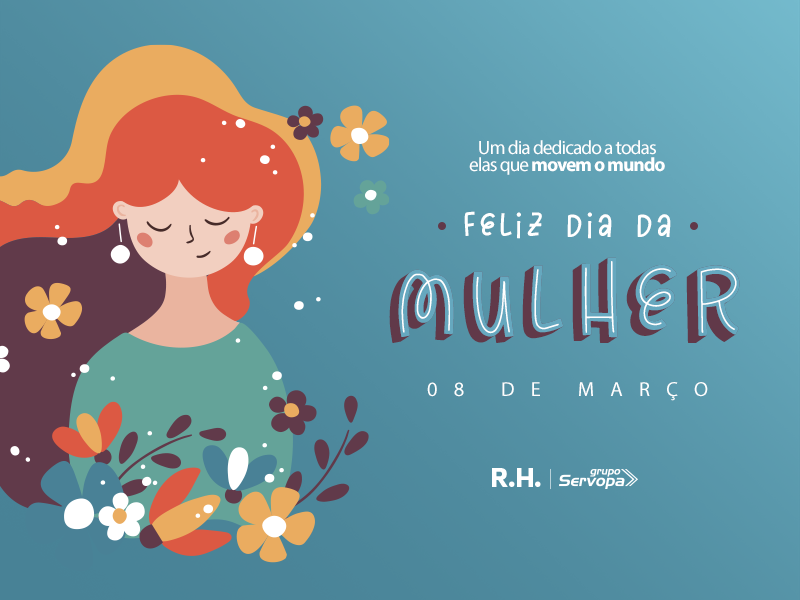 Um dia dedicado a todas
elas que movem o mundo
• FELiZ Dia Da •
MULHER
08 DE MARÇO
R.H. | grupo Servopa